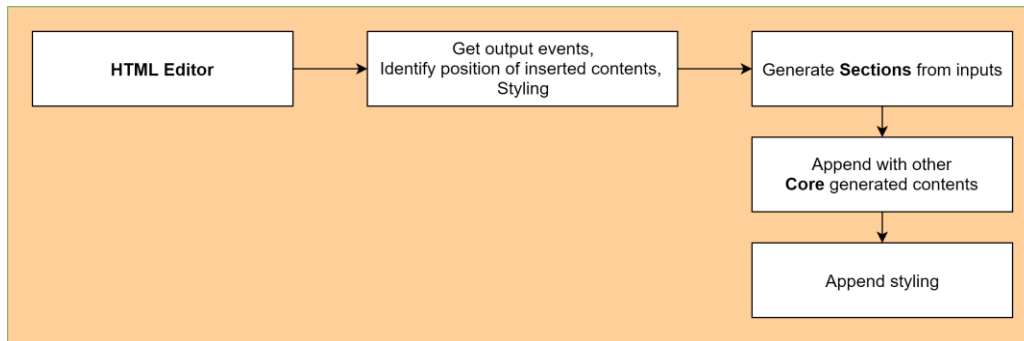 HTML Editor
Get output events,
Identify position of inserted contents,
Styling
Generate Sections from inputs
Append with other
Core generated contents
Append styling